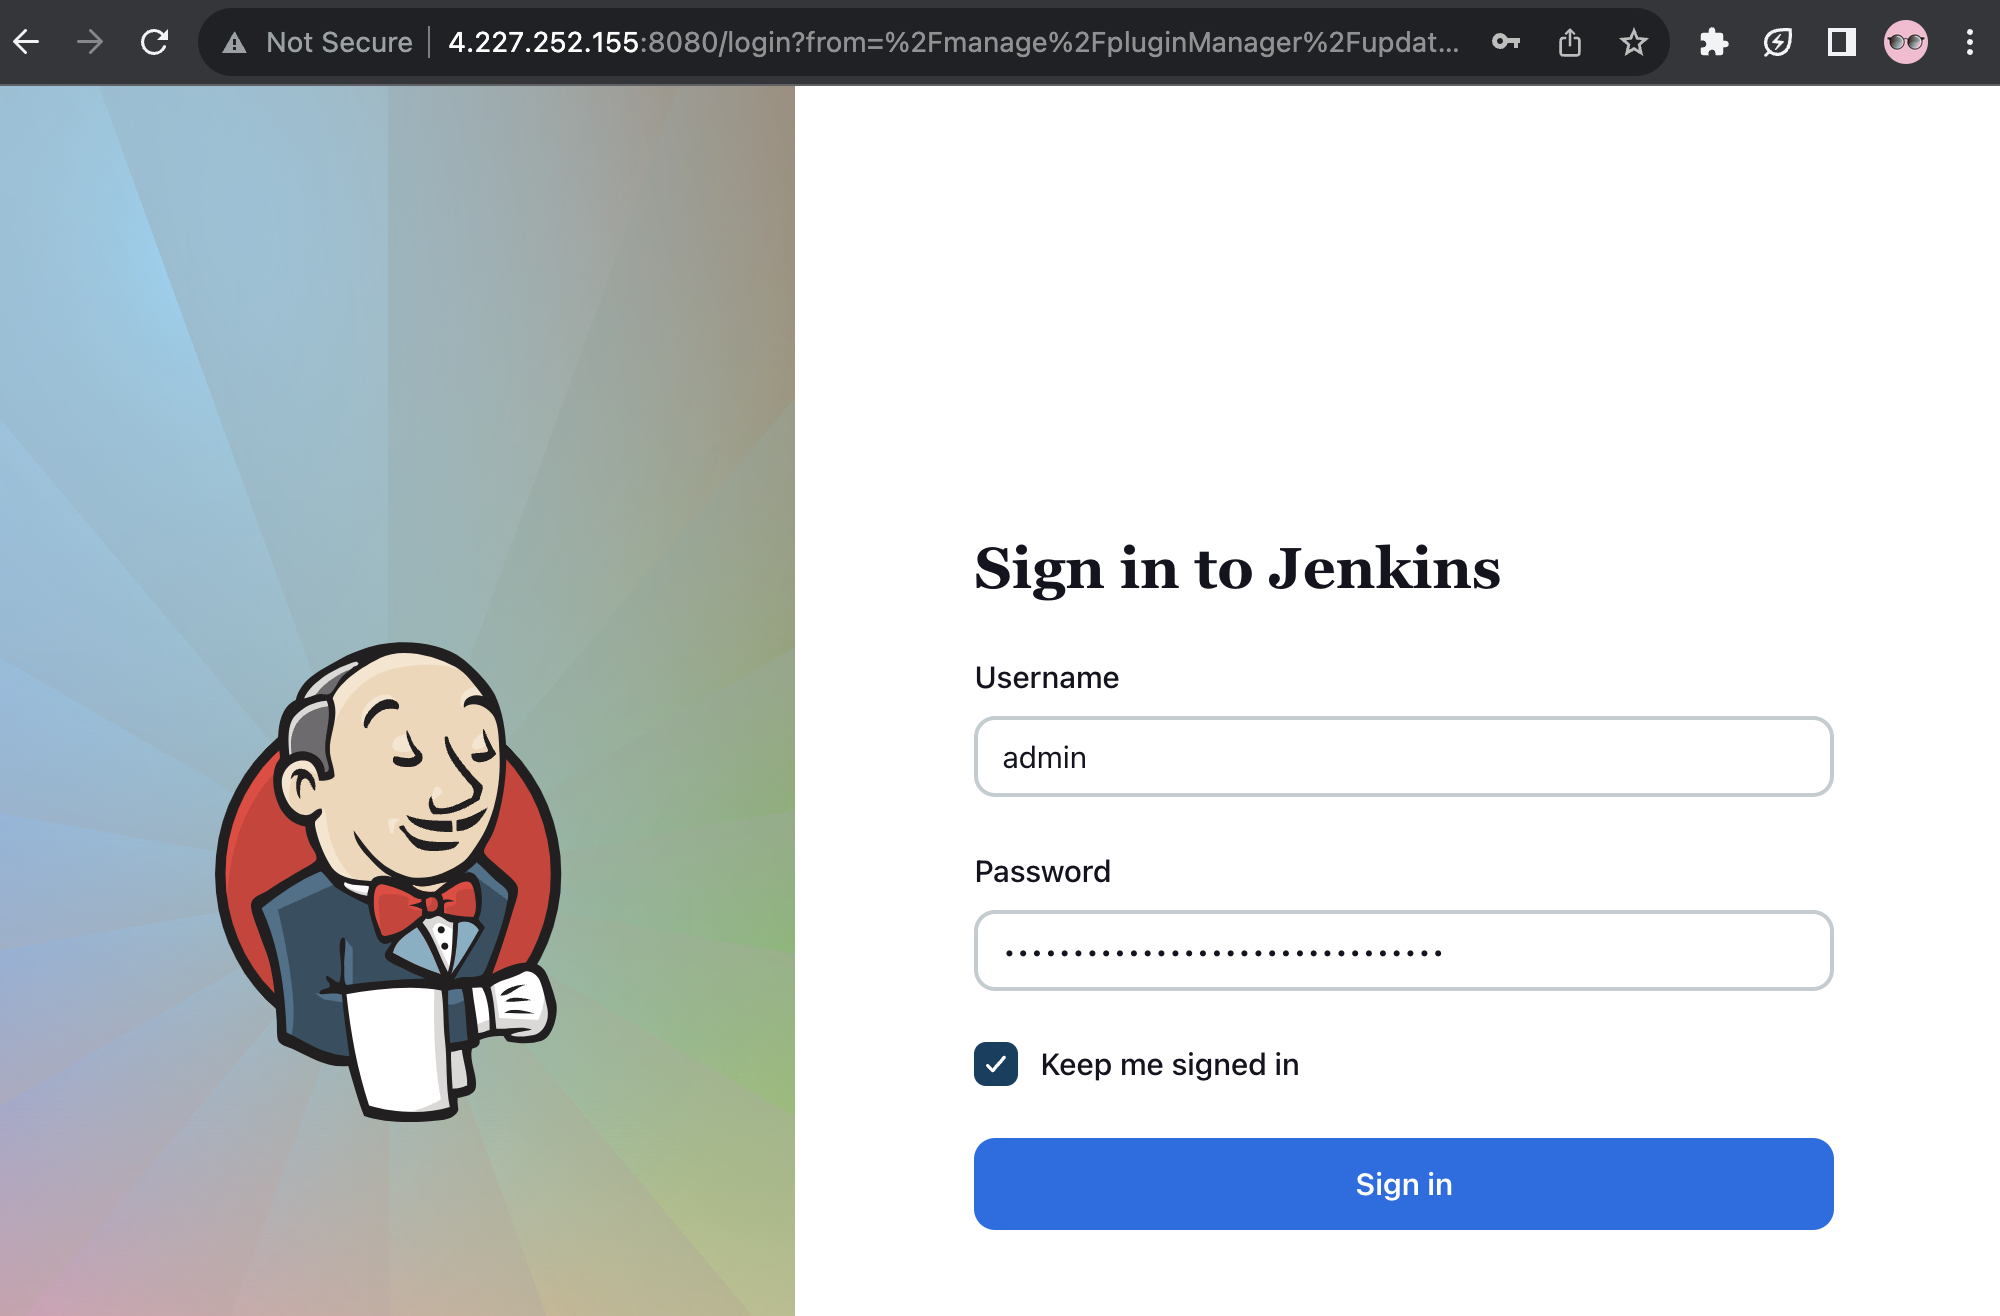 Not Secure 4.227.252.155:8080/login?from=%2Fmanage%2FpluginManager%2Fupdat...
Sign in to Jenkins
Username
admin
Password
••••••••••••••••••••••••••••••••
Keep me signed in
Sign in